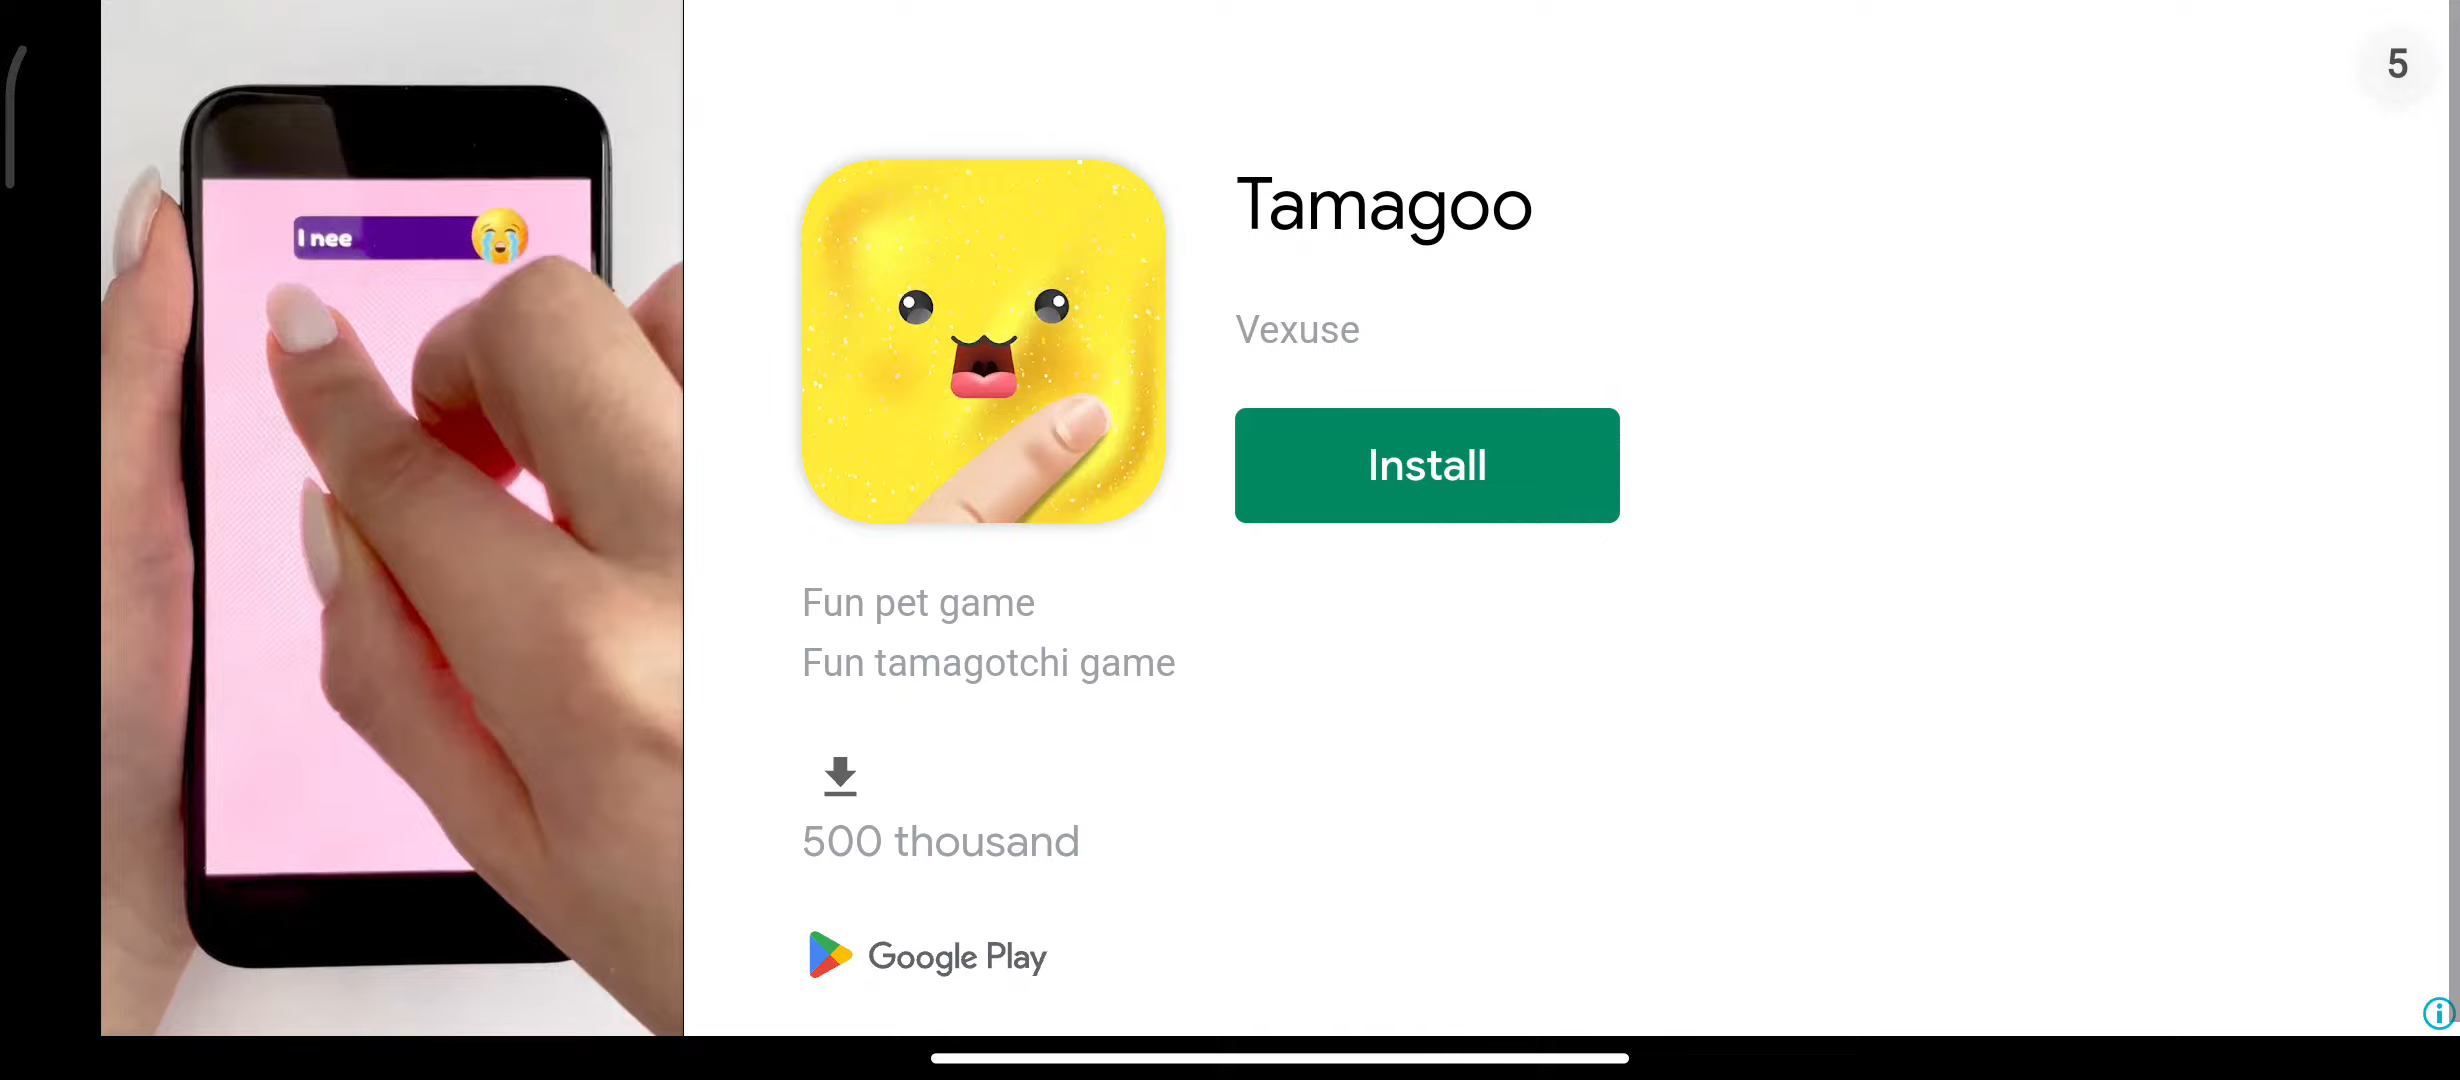 I nee
5
Tamagoo
Vexuse
Install
Fun pet game
Fun tamagotchi game
500 thousand
Google Play